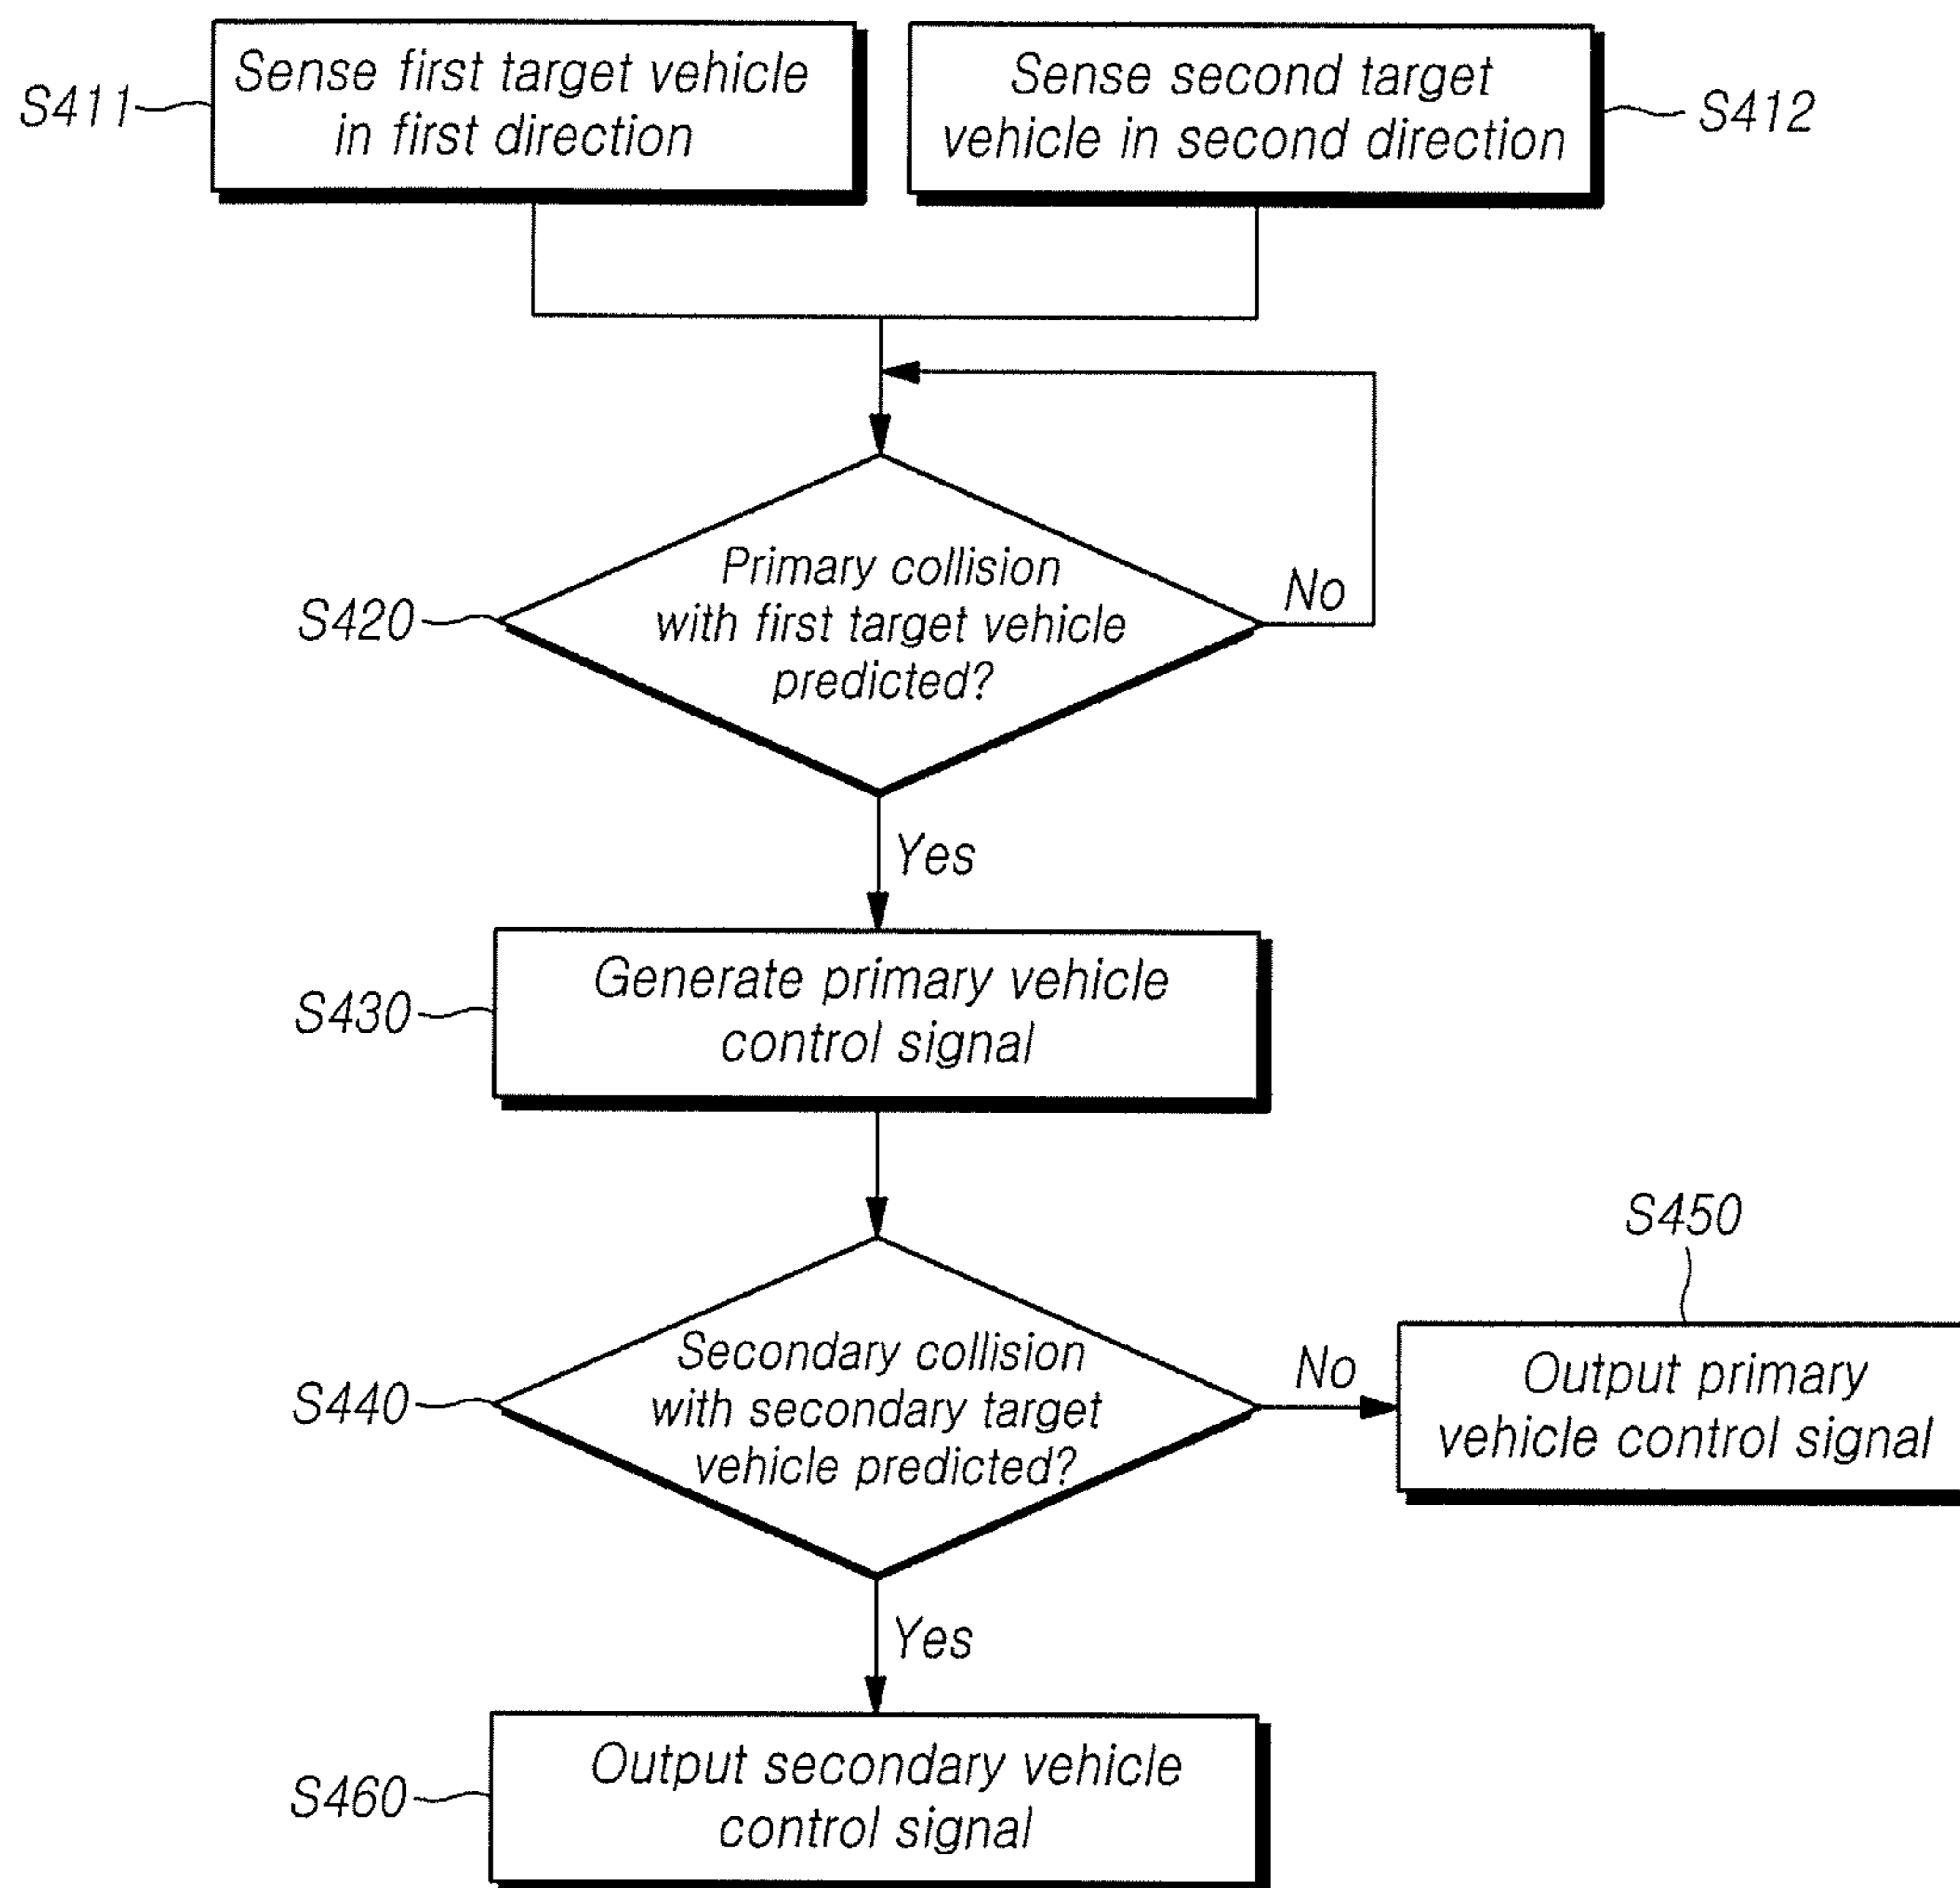 S411
Sense first target vehicle
in first direction
Sense second target
vehicle in second direction
S412
S420
Primary collision
with first target vehicle
predicted?
No
Yes
S430
Generate primary vehicle
control signal
S440
Secondary collision
with secondary target
vehicle predicted?
No
S450
Output primary
vehicle control signal
Yes
S460
Output secondary vehicle
control signal